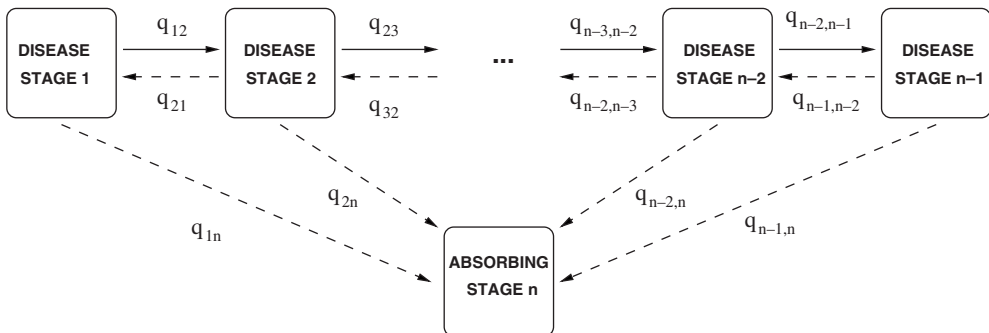 q12
q23
qn–3,n–2
qn–2,n–1
DISEASE
STAGE 1
DISEASE
STAGE 2
...
DISEASE
STAGE n–2
DISEASE
STAGE n–1
q21
q32
qn–2,n–3
qn–1,n–2
q1n
q2n
qn–2,n
qn–1,n
ABSORBING
STAGE n